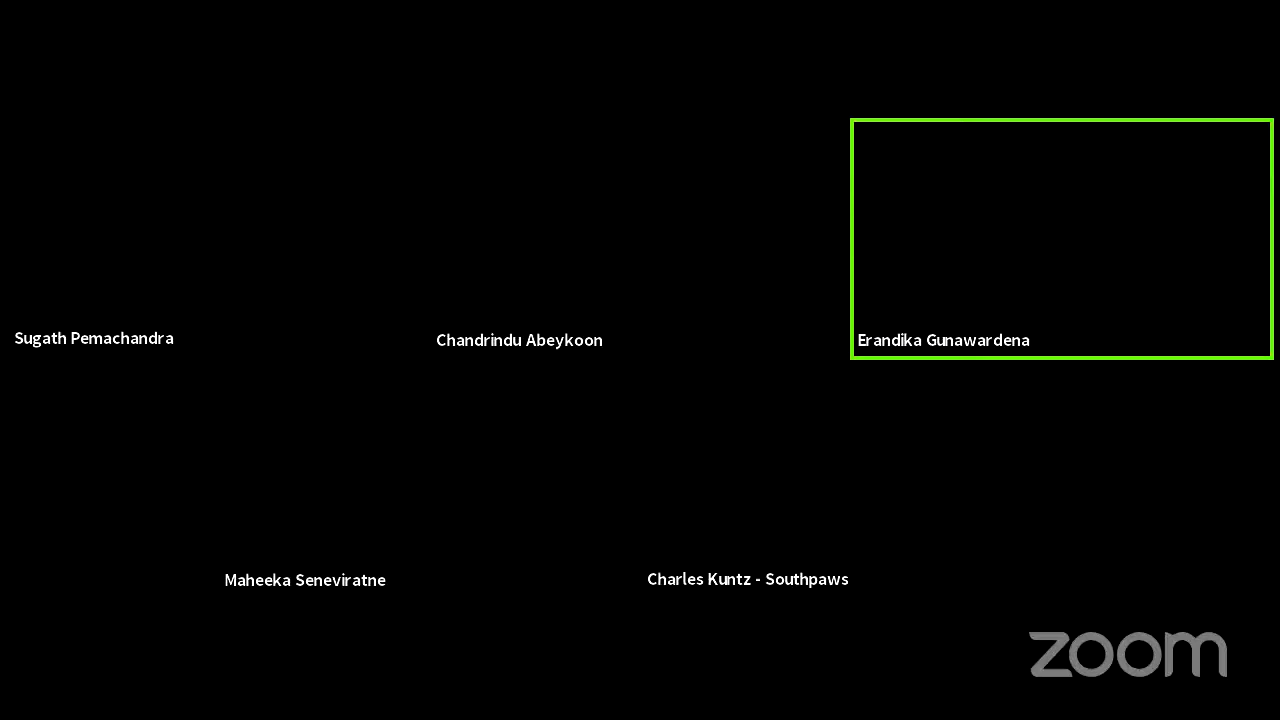 Sugath Pemachandra
Chandrindu Abeykoon
Erandika Gunawardena
Maheeka Seneviratne
Charles Kuntz - Southpaws
zoom